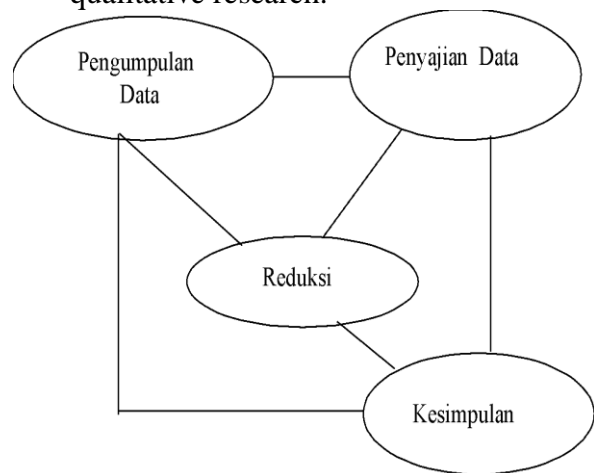 qualitative research.
Pengumpulan
Data
Penyajian Data
Reduksi
Kesimpulan